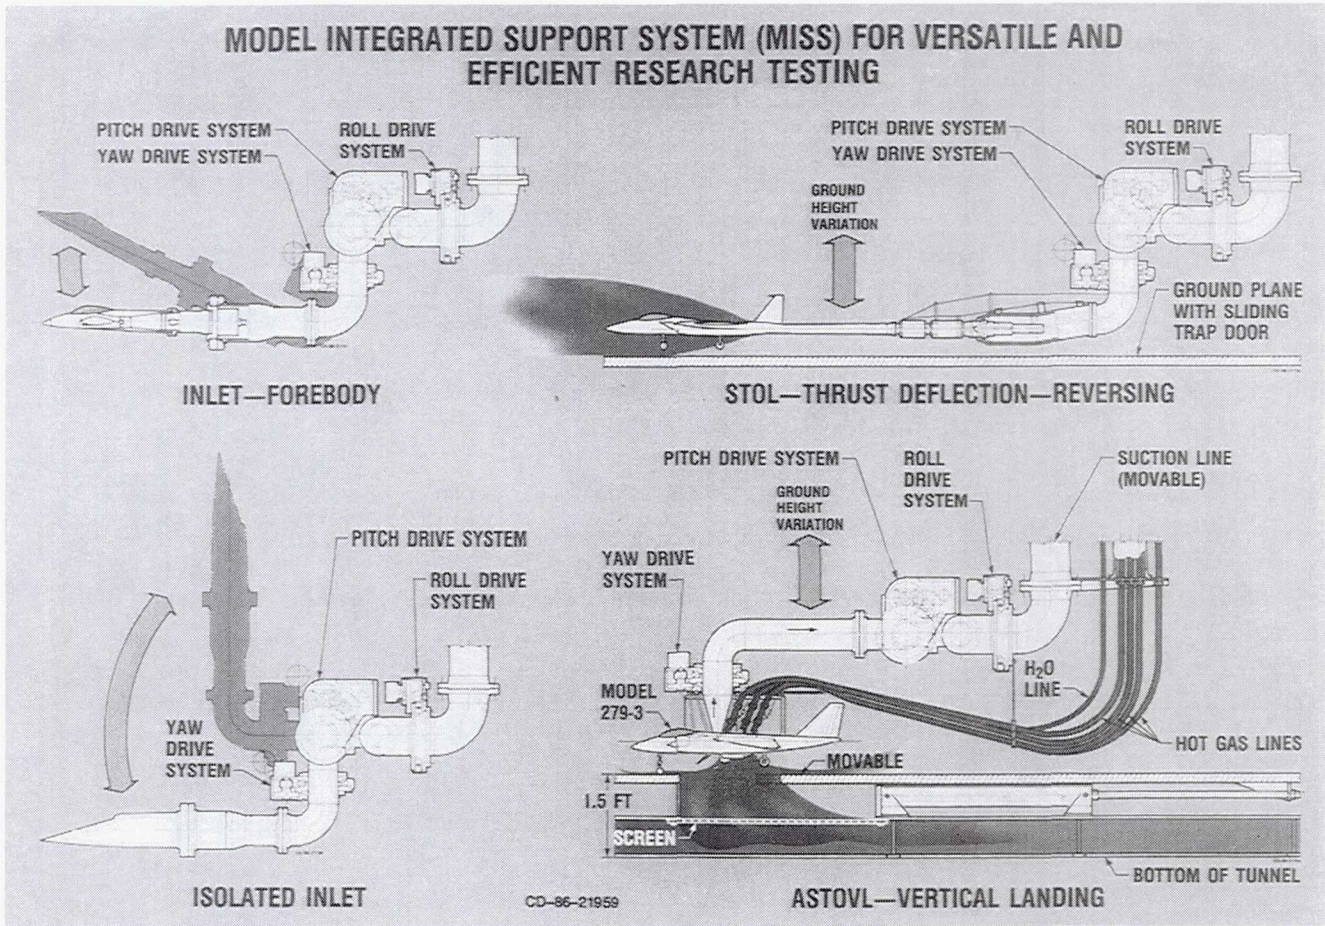 MODEL INTEGRATED SUPPORT SYSTEM (MISS) FOR VERSATILE AND
EFFICIENT RESEARCH TESTING
PITCH DRIVE SYSTEM
YAW DRIVE SYSTEM
ROLL DRIVE
SYSTEM
INLET—FOREBODY
PITCH DRIVE SYSTEM
YAW DRIVE SYSTEM
ROLL DRIVE
SYSTEM
GROUND
HEIGHT
VARIATION
GROUND PLANE
WITH SLIDING
TRAP DOOR
STOL—THRUST DEFLECTION—REVERSING
PITCH DRIVE SYSTEM
ROLL DRIVE
SYSTEM
YAW
DRIVE
SYSTEM
ISOLATED INLET
PITCH DRIVE SYSTEM
ROLL
DRIVE
SYSTEM
SUCTION LINE
(MOVABLE)
GROUND
HEIGHT
VARIATION
YAW DRIVE
SYSTEM
MODEL
279-3
H2O
LINE
HOT GAS LINES
MOVABLE
1.5 FT
SCREEN
BOTTOM OF TUNNEL
ASTOVL—VERTICAL LANDING
CD-86-21959